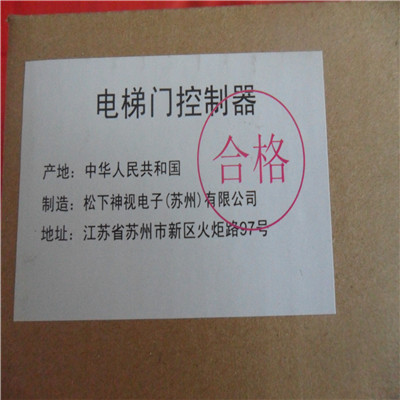 电梯门控制器
合格
产地：中华人民共和国
制造：松下神视电子(苏州)有限公司
地址：江苏省苏州市新区火炬路97号